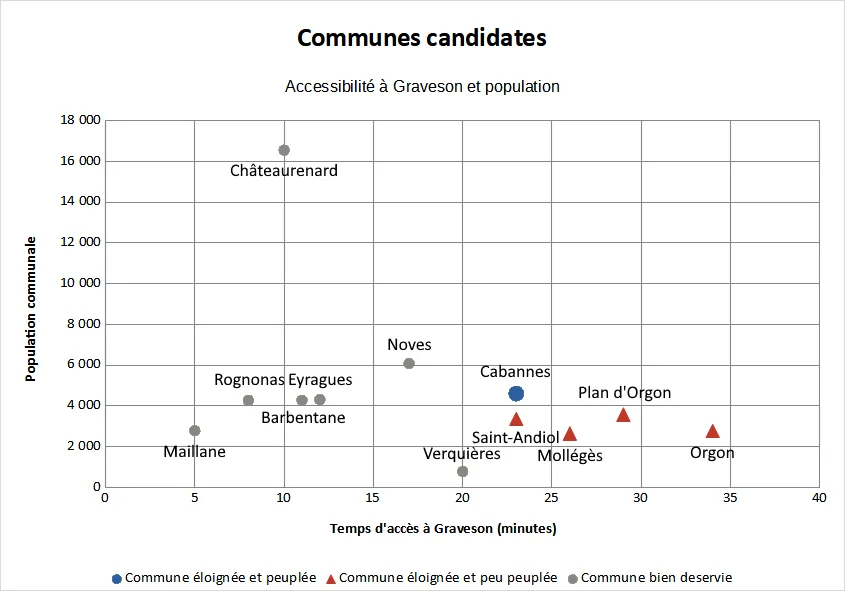 Communes candidates
Accessibilité à Graveson et population
18 000
16 000
14 000
12 000
10 000
8 000
6 000
4 000
2 000
0
Population communale
Châteaurenard
Noves
Cabannes
Rognonas Eyragues
Plan d'Orgon
Barbentane
Saint-Andiol
Maillane
Verquières
Mollégès
Orgon
0 5 10 15 20 25 30 35 40
Temps d'accès à Graveson (minutes)
Commune éloignée et peuplée Commune éloignée et peu peuplée Commune bien deservie